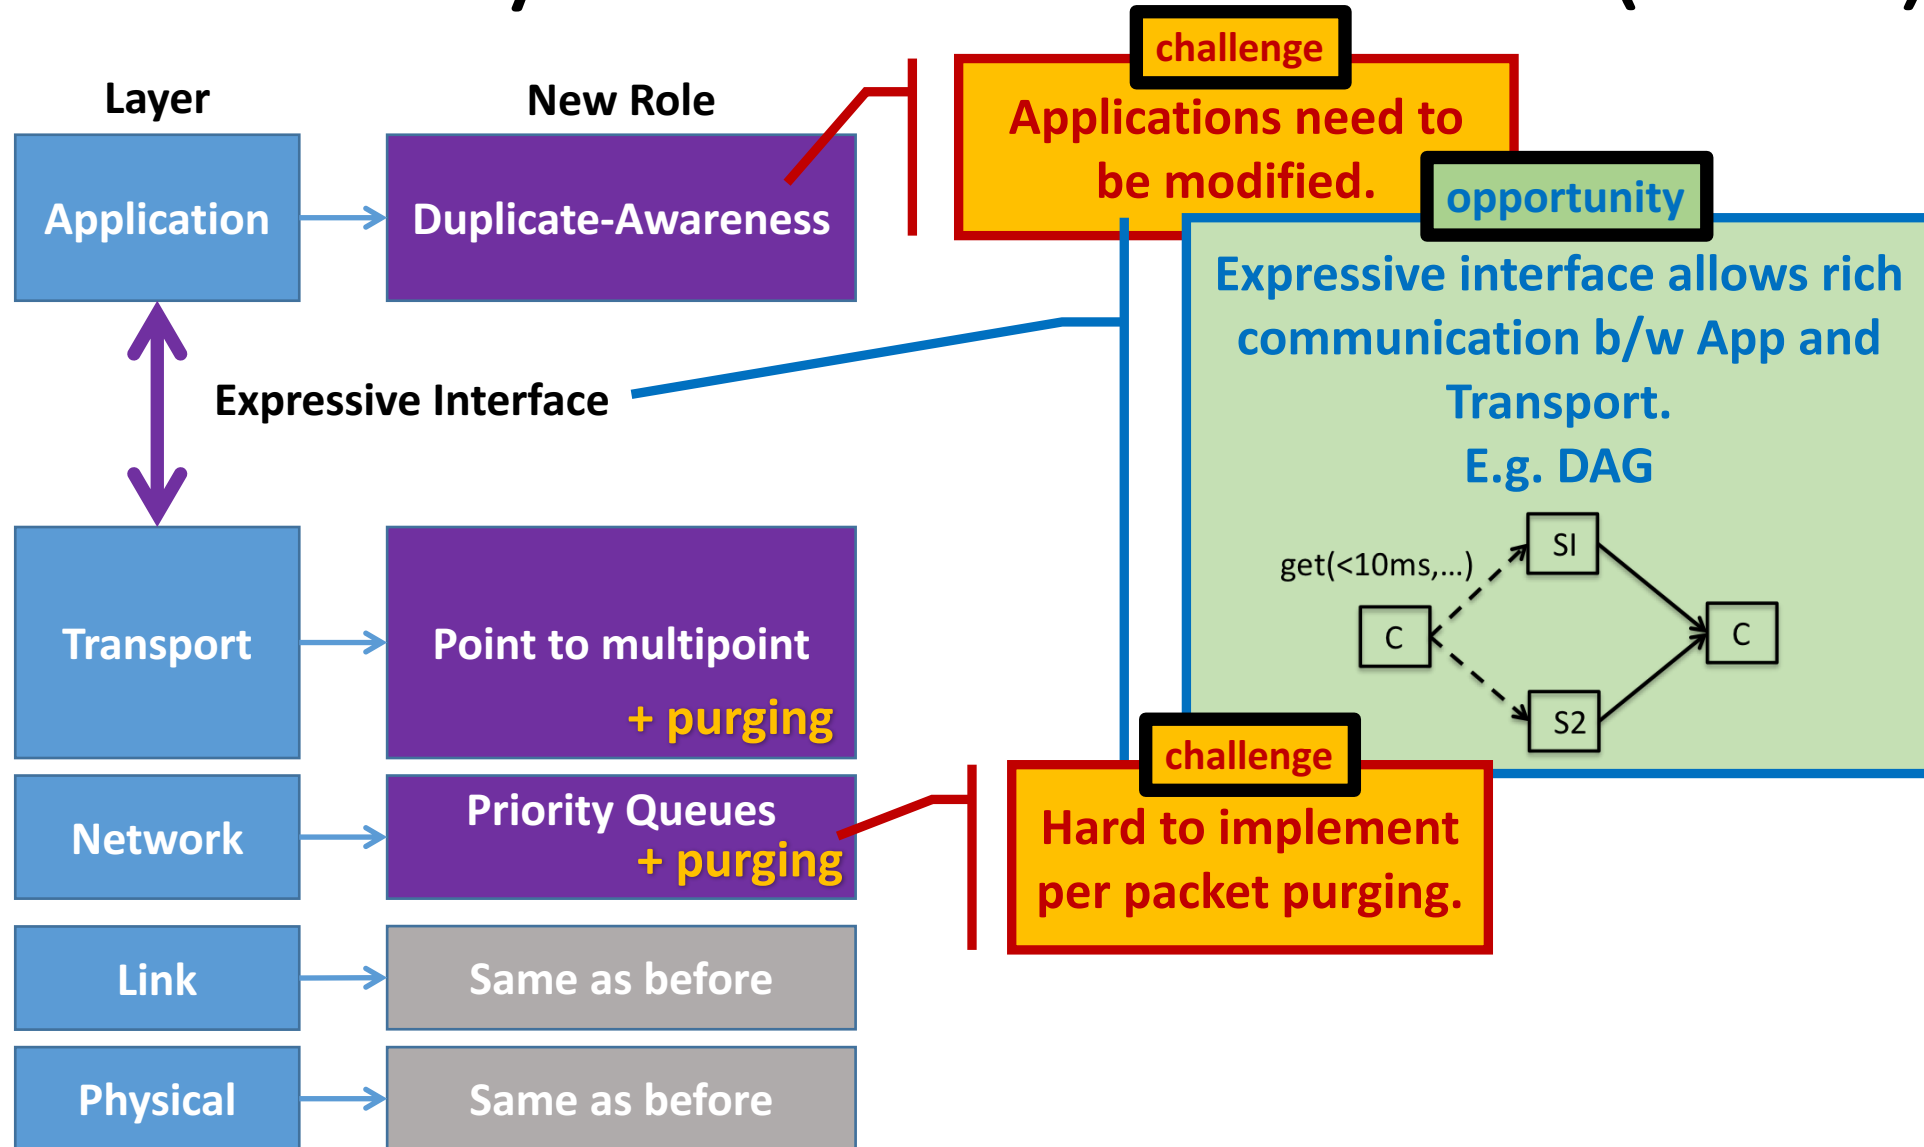 Layer
New Role
Application
Duplicate-Awareness
challenge
Applications need to
be modified.
opportunity
Expressive interface allows rich
communication b/w App and
Transport.
E.g. DAG
get(<10ms,...)
C
SI
S2
C
Expressive Interface
Transport
Point to multipoint
+ purging
Network
Priority Queues
+ purging
challenge
Hard to implement
per packet purging.
Link
Same as before
Physical
Same as before